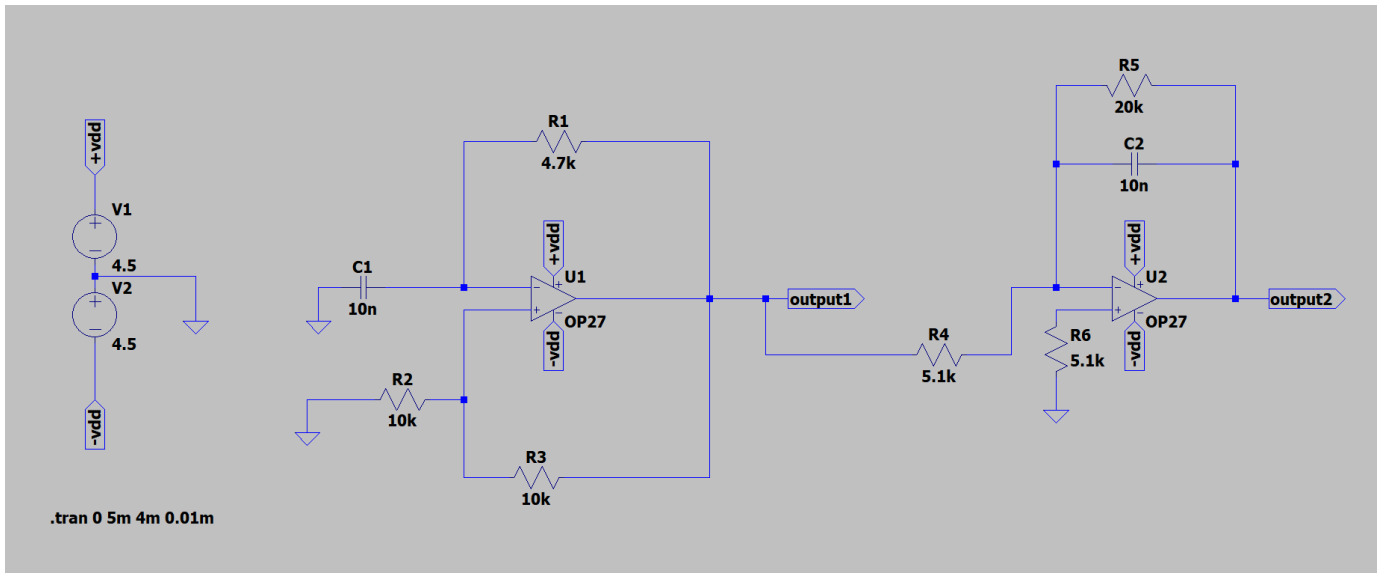 +vdd
V1
4.5
V2
4.5
-vdd
.tran 0 5m 4m 0.01m
R1
4.7k
+vdd
U1
C1
10n
OP27
-vdd
R2
10k
R3
10k
output1
R4
5.1k
R5
20k
C2
10n
+vdd
U2
OP27
-vdd
R6
5.1k
output2